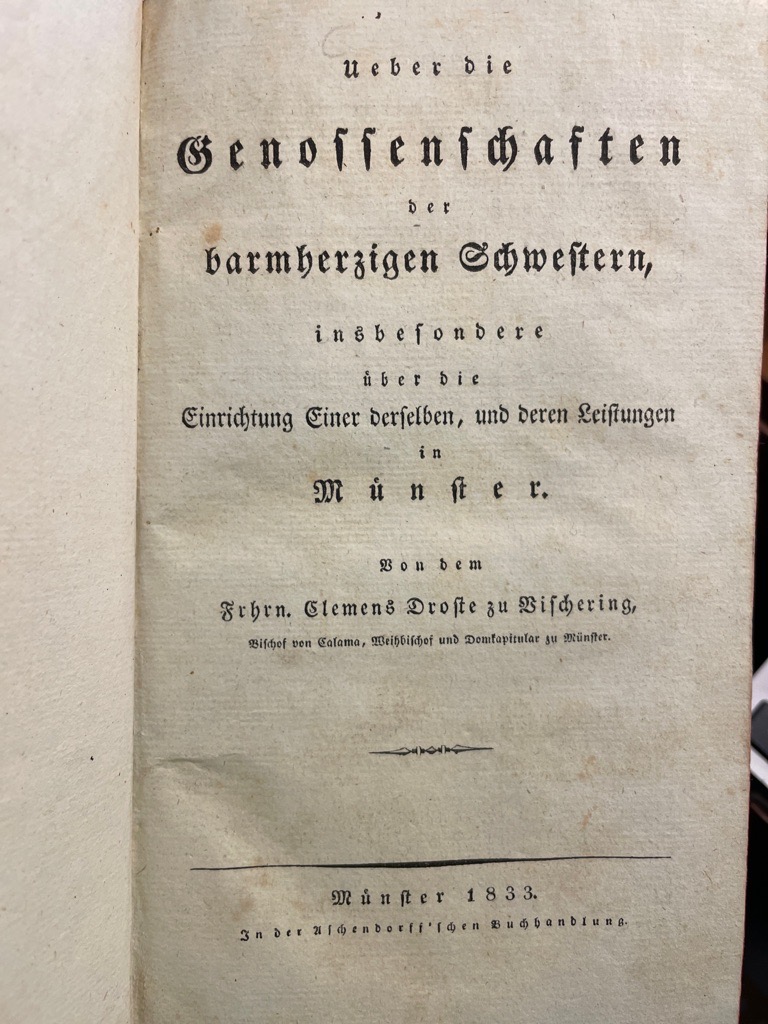 Ueber die
Genossenschaften
der
barmherzigen Schwestern,
insbesondere
über die
Einrichtung Einer derselben, und deren Leistungen
in
Münster.
Von dem
Frhrn. Clemens Droste zu Vischering,
Bischof von Calama, Weihbischof und Domkapitular zu Münster.
Münster 1833.
In der Aschendorff'schen Buchhandlung.